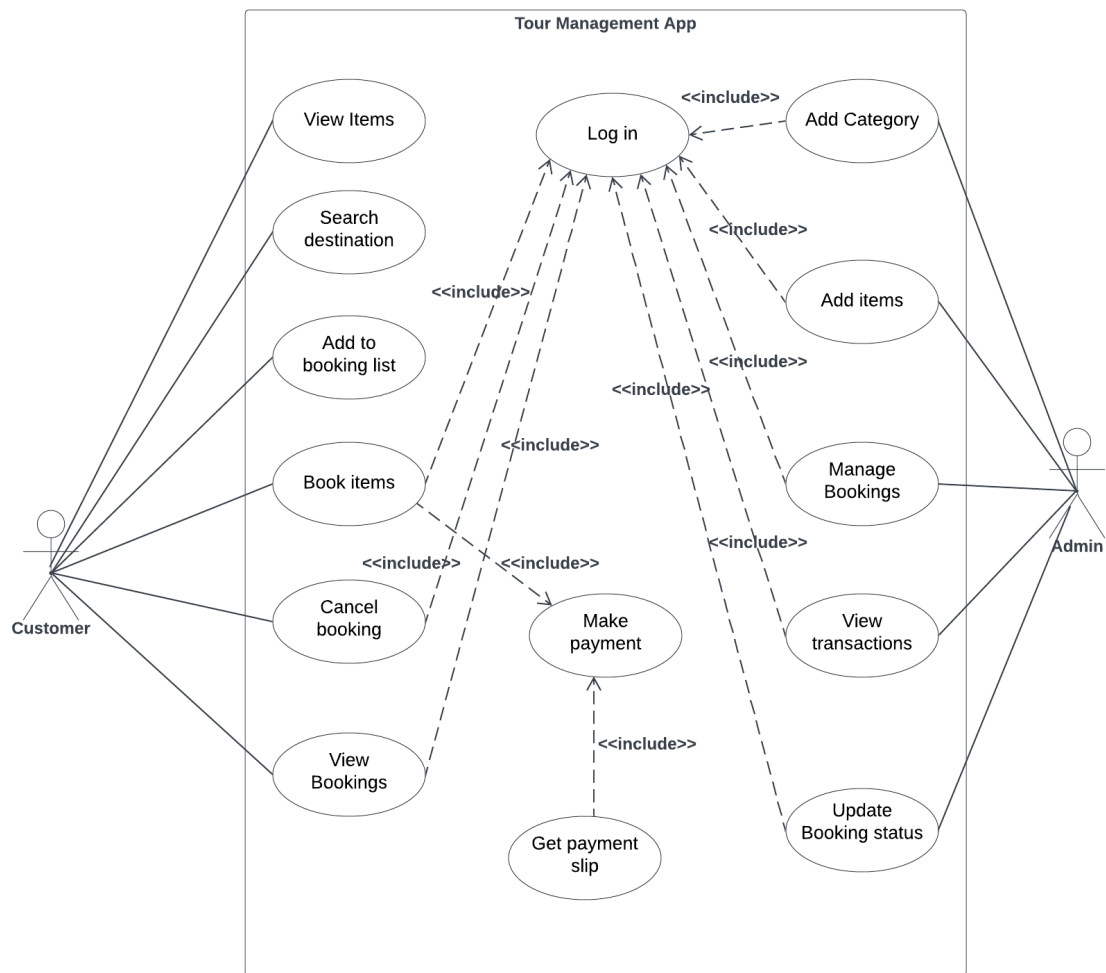 Tour Management App
View Items
Log in
<<include>>
Add Category
Search
destination
<<include>>
Add items
<<include>>
Add to
booking list
<<include>>
<<include>>
Book items
<<include>>
Manage
Bookings
<<include>>
<<include>>
<<include>>
Admin
Customer
Cancel
booking
Make
payment
View
transactions
<<include>>
View
Bookings
Update
Booking status
Get payment
slip